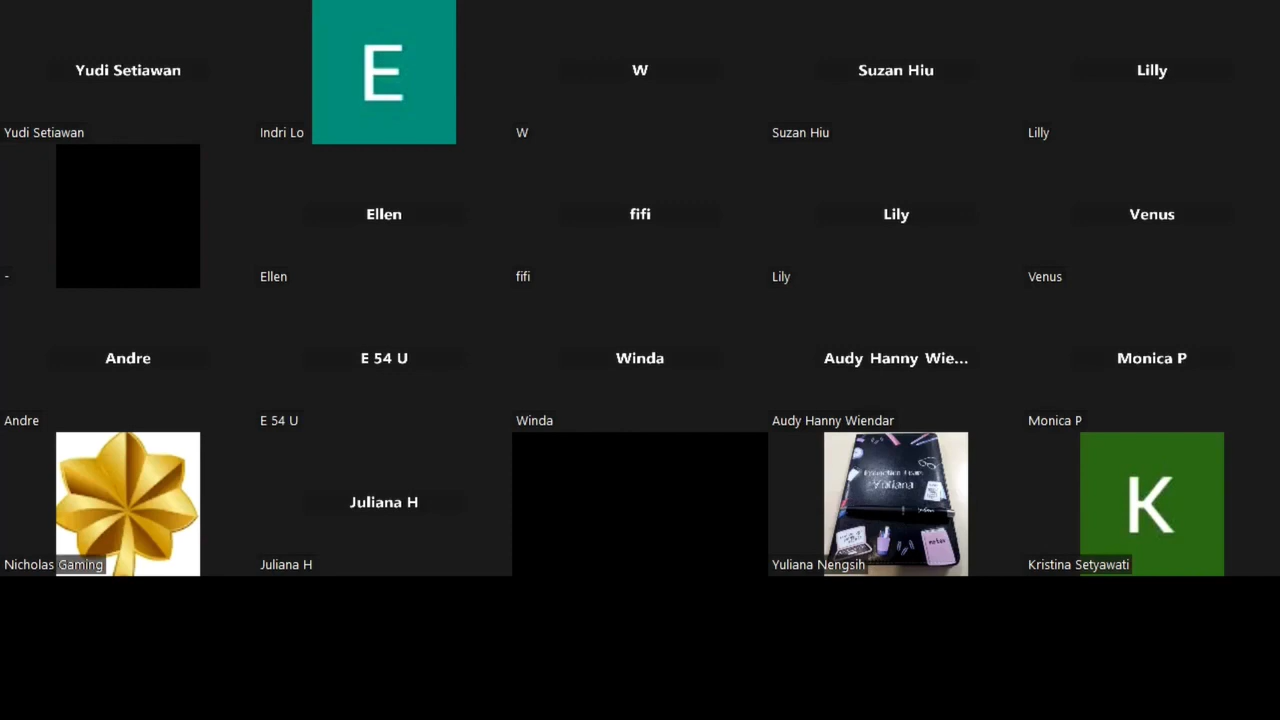 Yudi Setiawan
E
W
Suzan Hiu
Lilly
Yudi Setiawan
Indri Lo
W
Suzan Hiu
Lilly
Ellen
fifi
Lily
Venus
-
Ellen
fifi
Lily
Venus
Andre
E 54 U
Winda
Audy Hanny Wie...
Monica P
Andre
E 54 U
Winda
Audy Hanny Wiendar
Monica P
Juliana H
Yuliana
K
Nicholas Gaming
Juliana H
Yuliana Nengsih
Kristina Setyawati